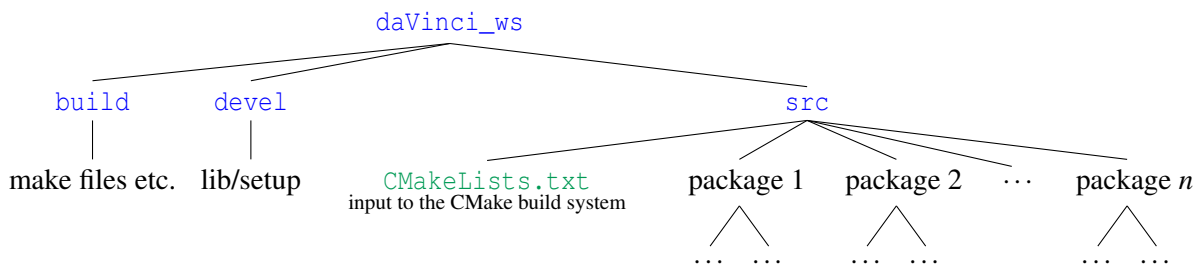 daVinci_ws
build devel src
make files etc. lib/setup CMakeLists.txt package 1 package 2 ⋯ package n
input to the CMake build system
⋯ ⋯ ⋯ ⋯ ⋯ ⋯